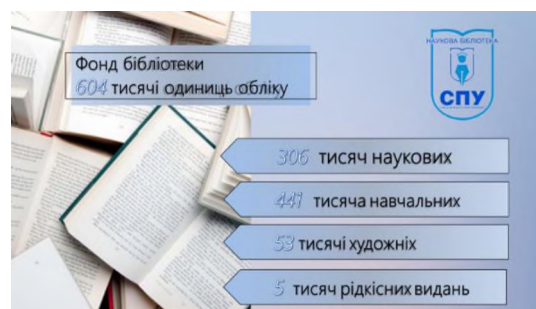 Фонд бібліотеки
604 тисячі одиниць обліку
НАУКОВА БІБЛІОТЕКА
СПУ
306 тисяч наукових
441 тисяча навчальних
53 тисячі художніх
5 тисяч рідкісних видань